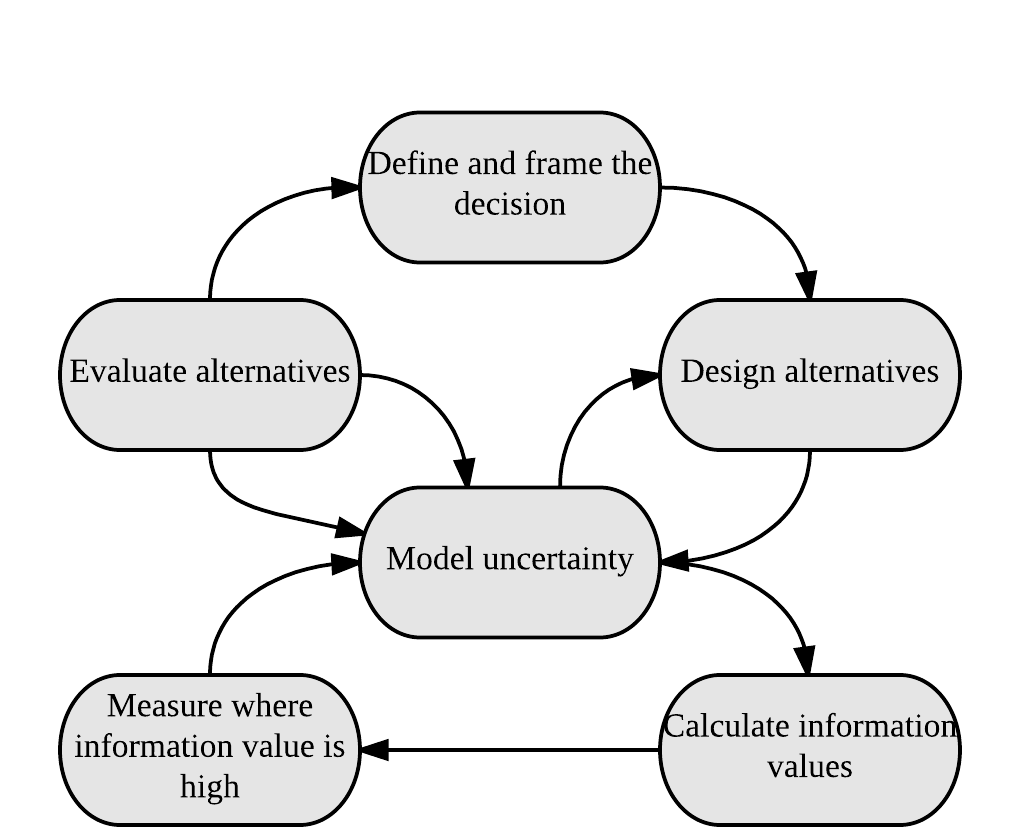 Define and frame the
decision
Evaluate alternatives
Design alternatives
Model uncertainty
Measure where
information value is
high
Calculate information
values